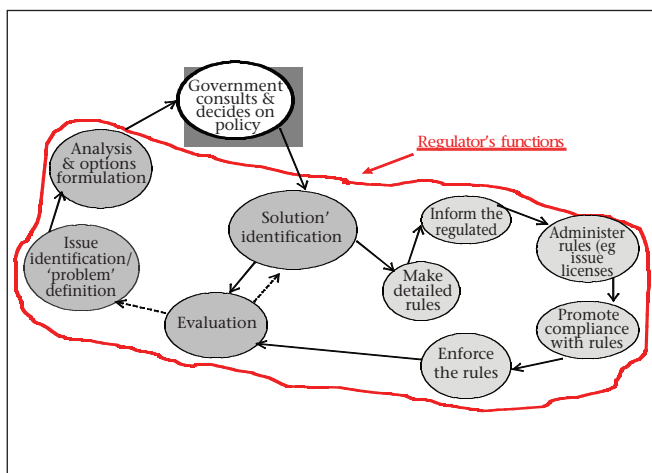 Government
consults &
decides on
policy
Regulator's functions
Analysis
& options
formulation
Solution'
identification
Inform the
regulated
Administer
rules (eg
issue
licenses
Issue
identification/
'problem'
definition
Make
detailed
rules
Evaluation
Promote
compliance
with rules
Enforce
the rules